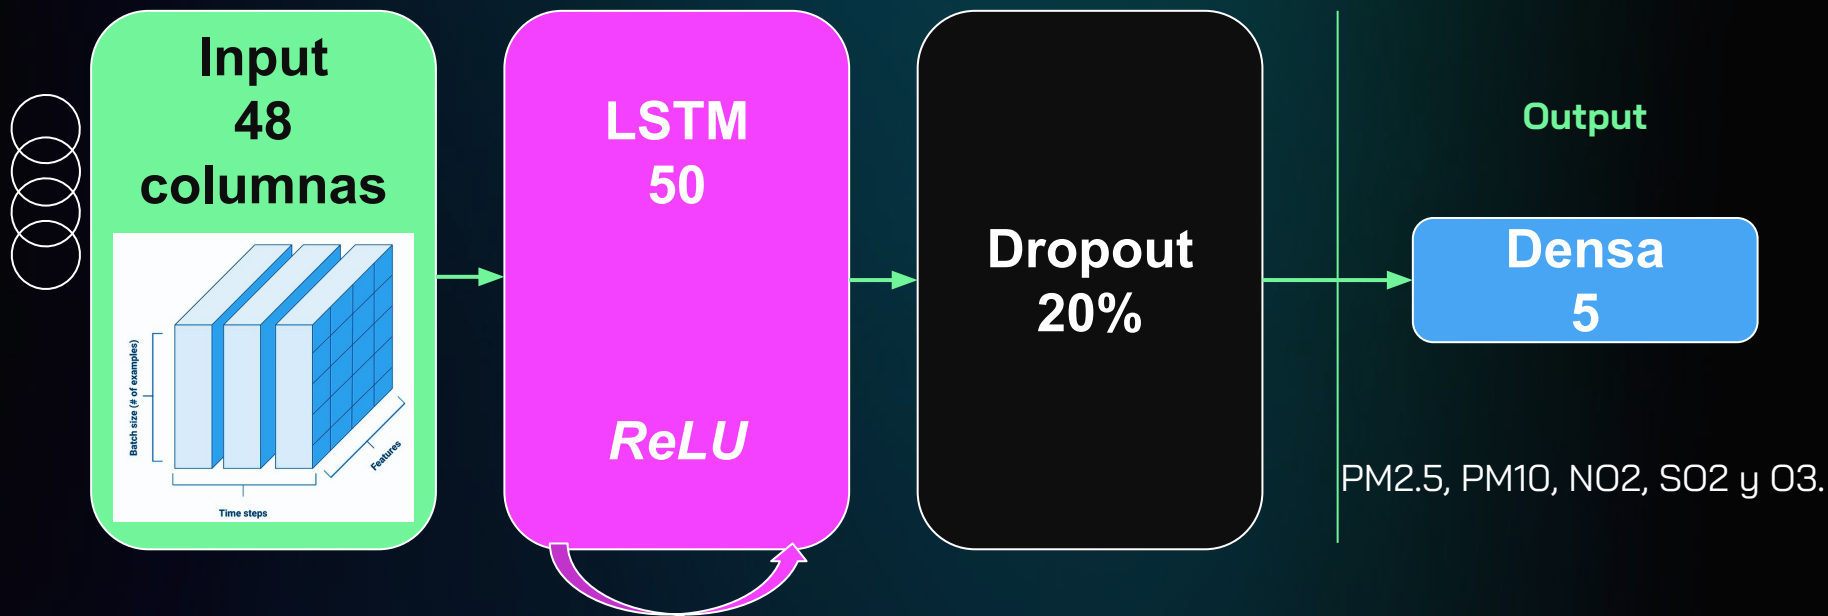 Input
48
columnas
Batch size (# of examples)
Features
Time steps
LSTM
50
ReLU
Dropout
20%
Output
Densa
5
PM2.5, PM10, NO2, SO2 y O3.